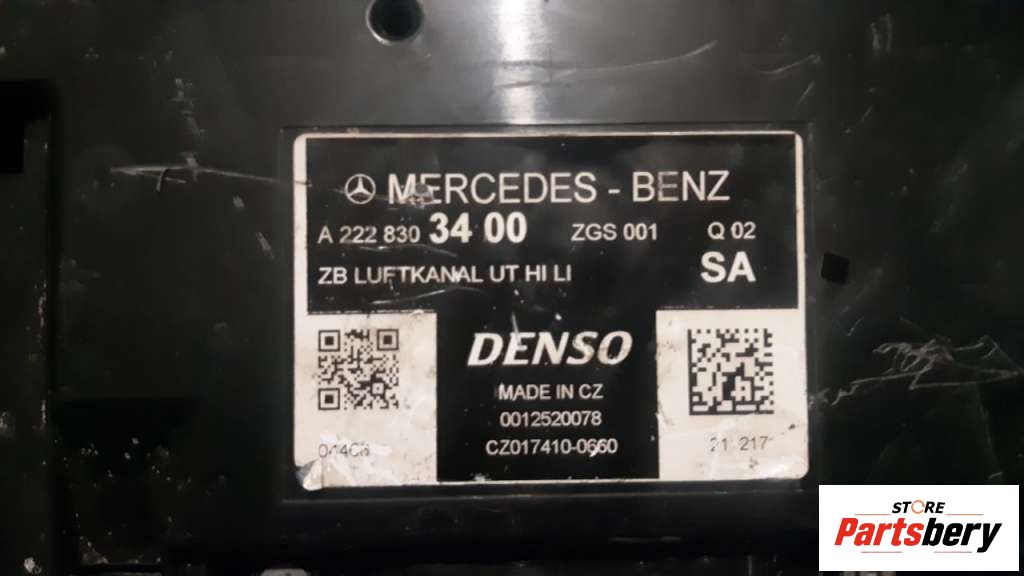 MERCEDES - BENZ
A 222 830 34 00 ZGS 001 Q 02
ZB LUFTKANAL UT HI LI SA
DENSO
MADE IN CZ
0012520078
CZ017410-0660
21 217
STORE
Partsbery